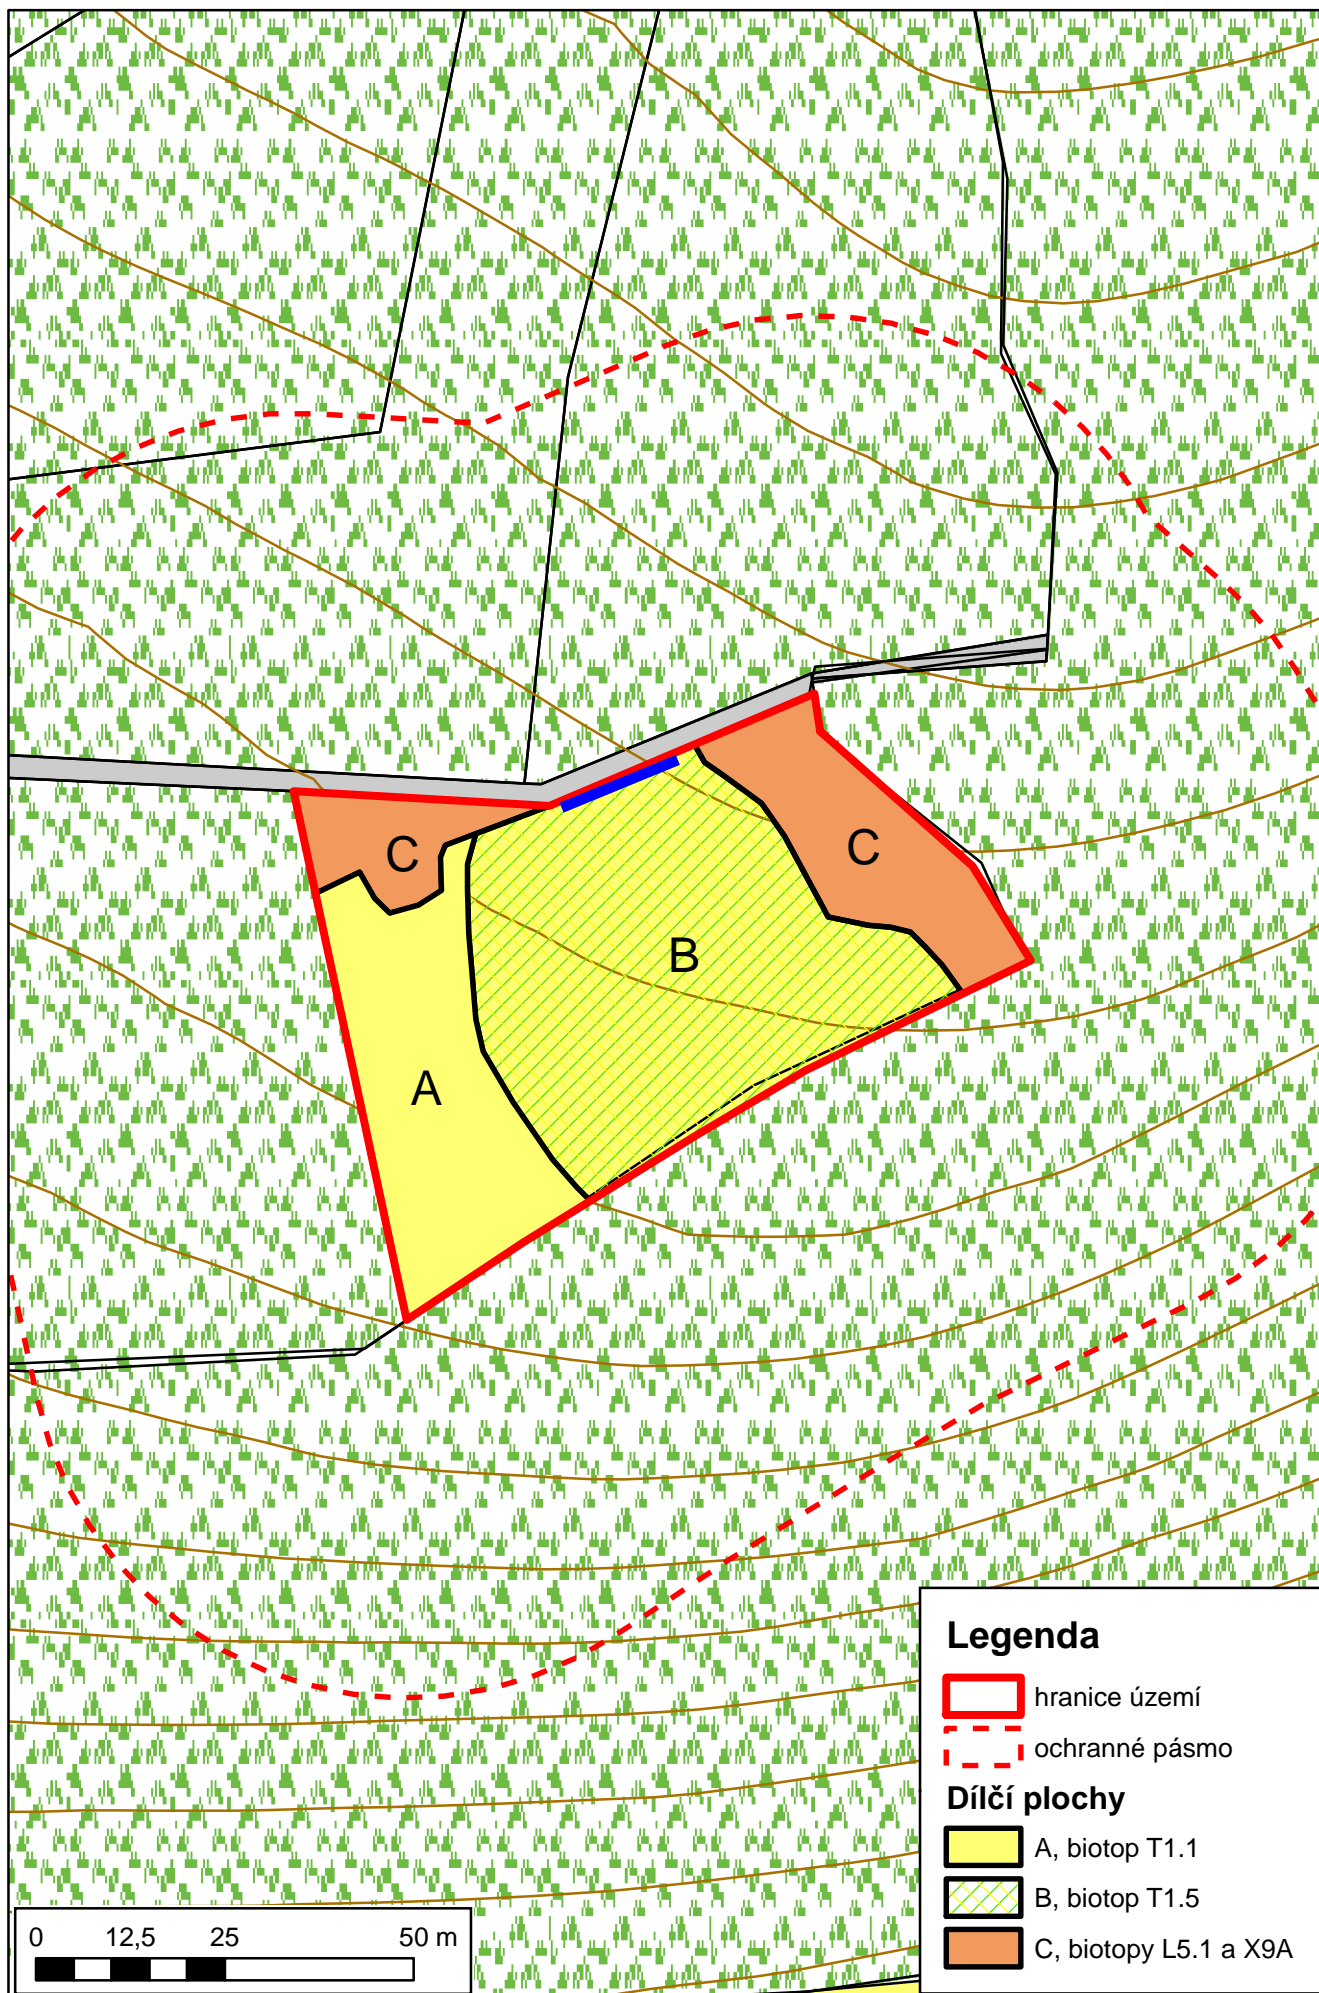 C
C
B
A
Legenda
hranice území
ochranné pásmo
Dílčí plochy
A, biotop T1.1
B, biotop T1.5
C, biotopy L5.1 a X9A
0 12,5 25 50 m